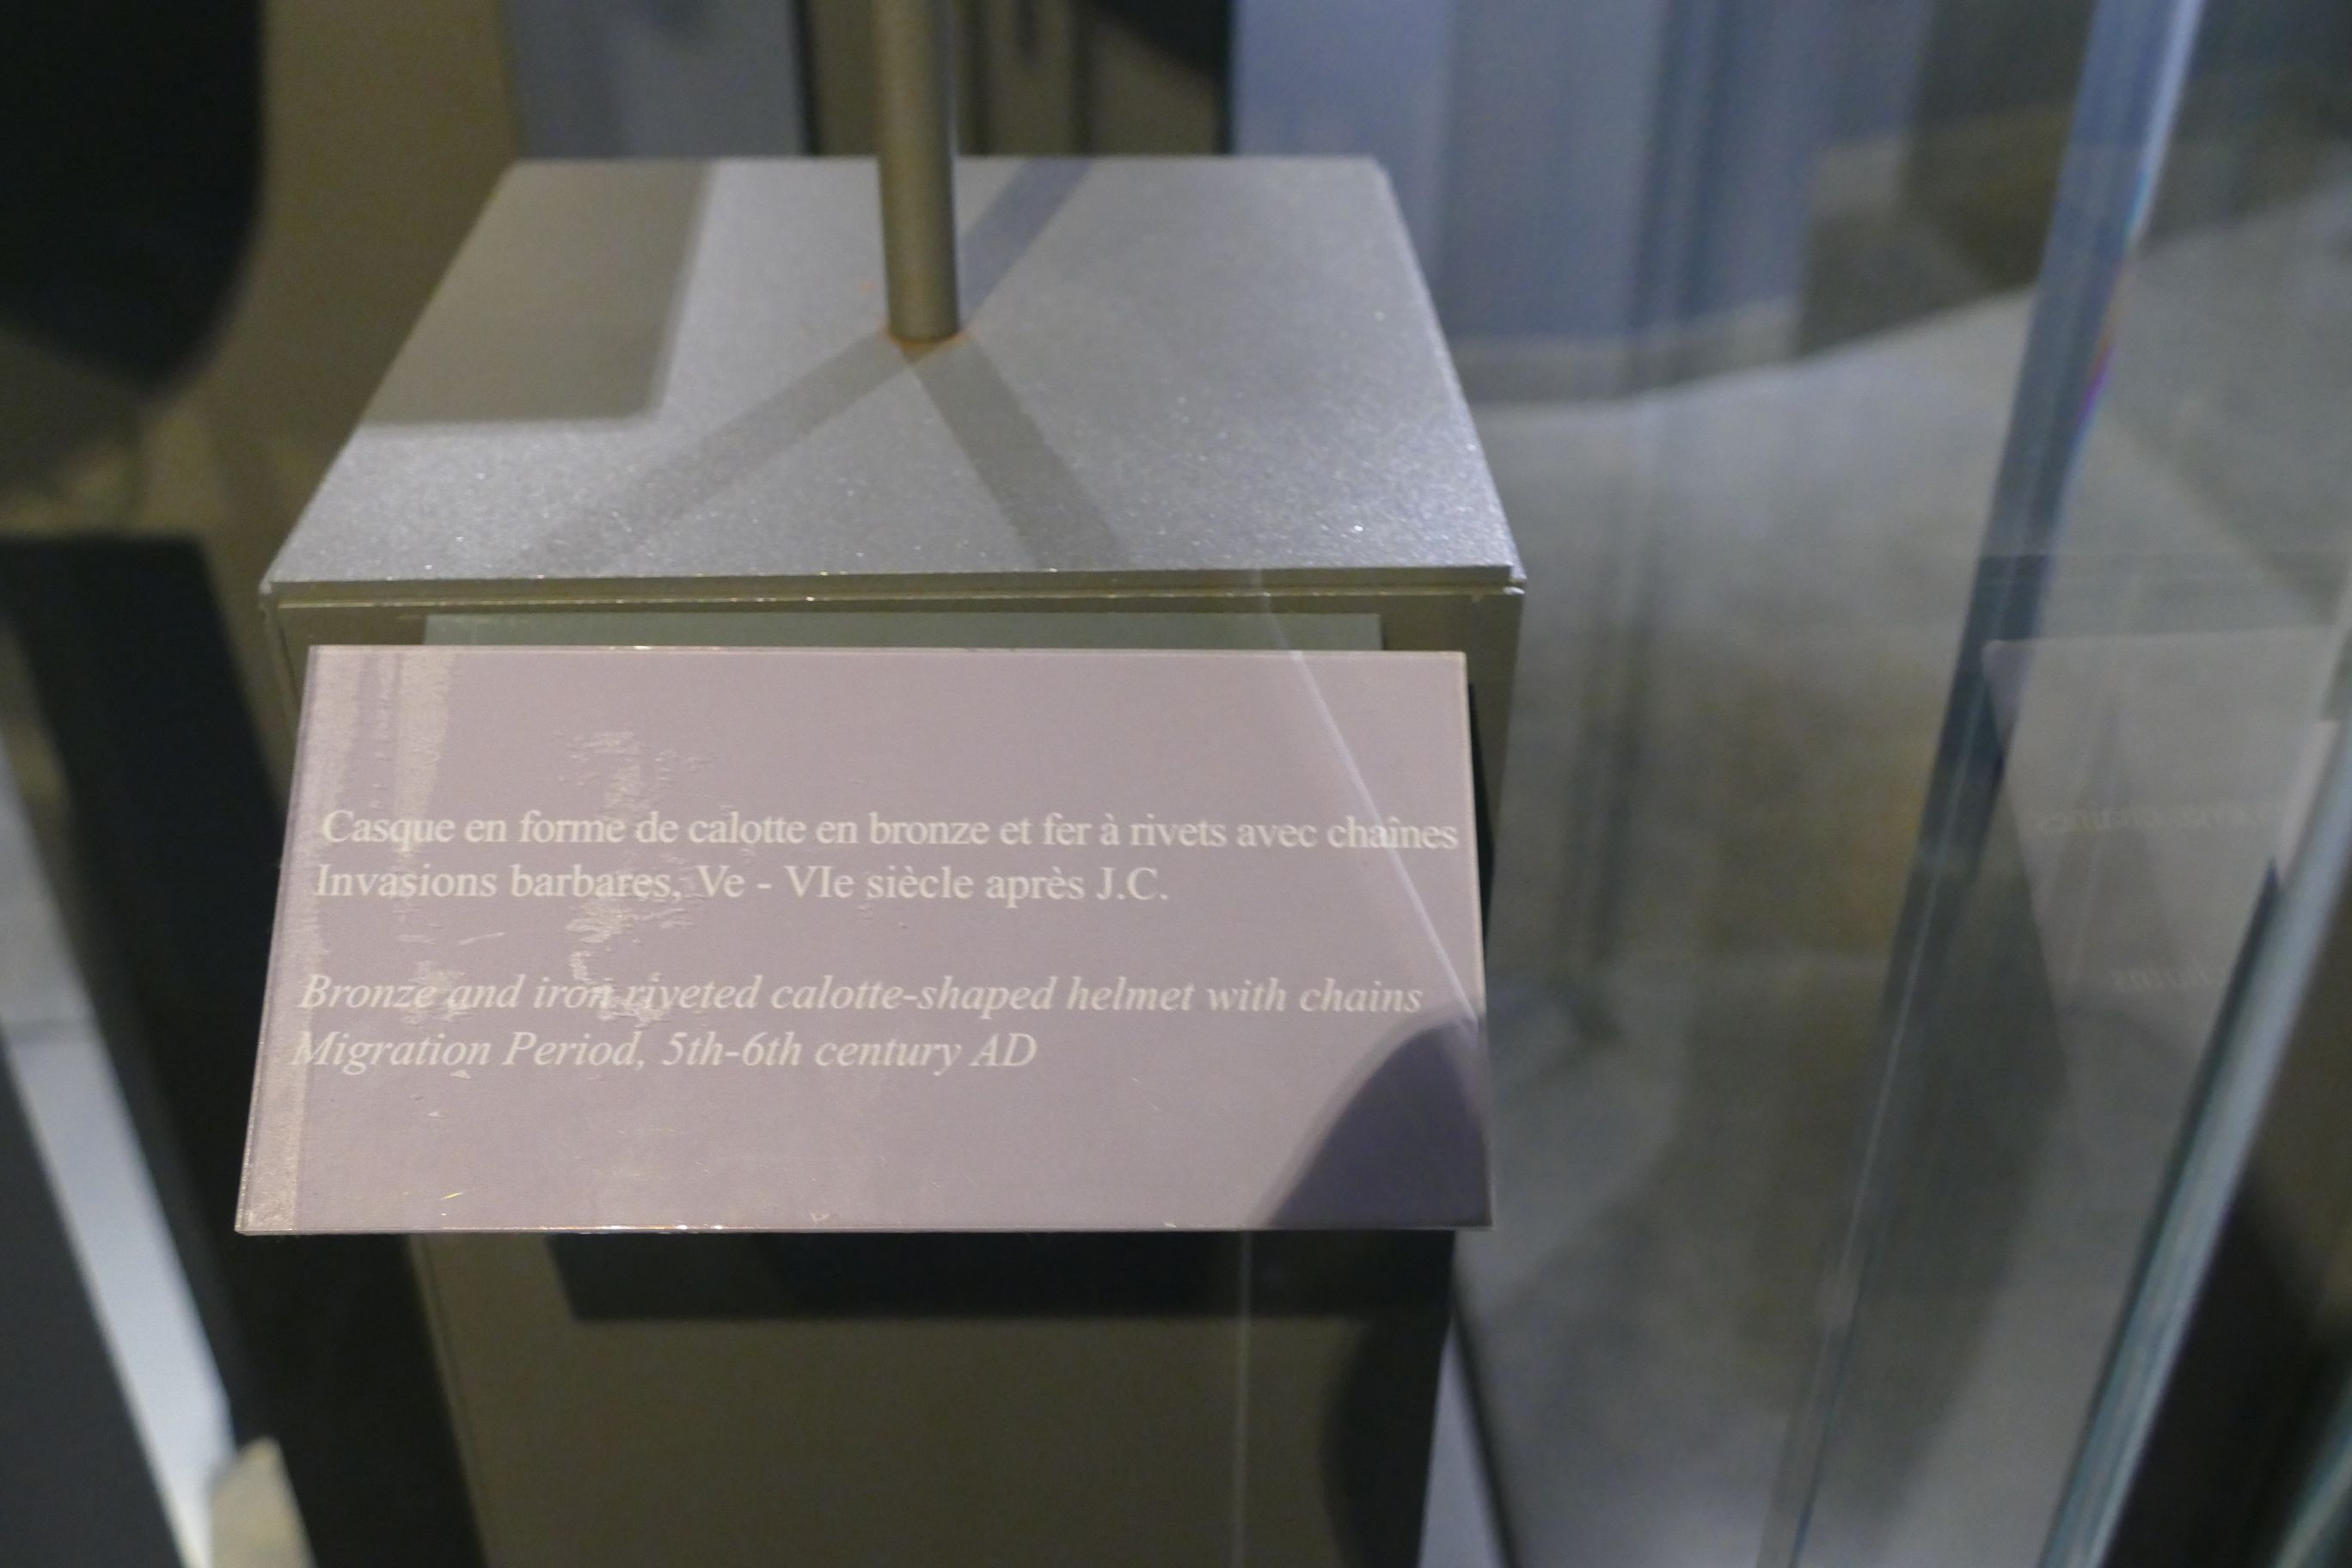 Casque en forme de calotte en bronze et fer à rivets avec chaînes
Invasions barbares, Ve - VIe siècle après J.C.
Bronze and iron riveted calotte-shaped helmet with chains
Migration Period, 5th-6th century AD